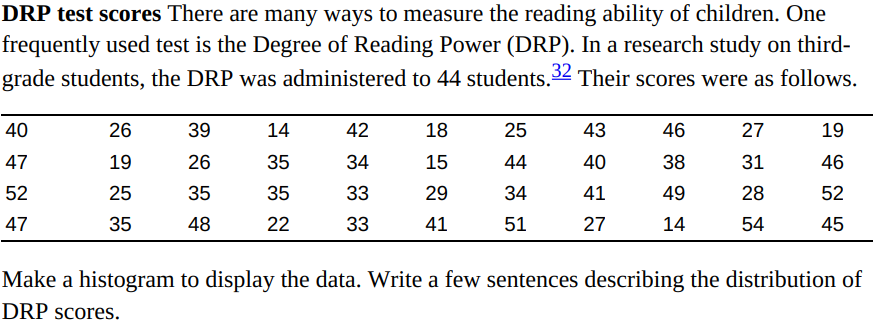 DRP test scores There are many ways to measure the reading ability of children. One
frequently used test is the Degree of Reading Power (DRP). In a research study on third-
grade students, the DRP was administered to 44 students.32 Their scores were as follows.
40 26 39 14 42 18 25 43 46 27 19
47 19 26 35 34 15 44 40 38 31 46
52 25 35 35 33 29 34 41 49 28 52
47 35 48 22 33 41 51 27 14 54 45
Make a histogram to display the data. Write a few sentences describing the distribution of
DRP scores.